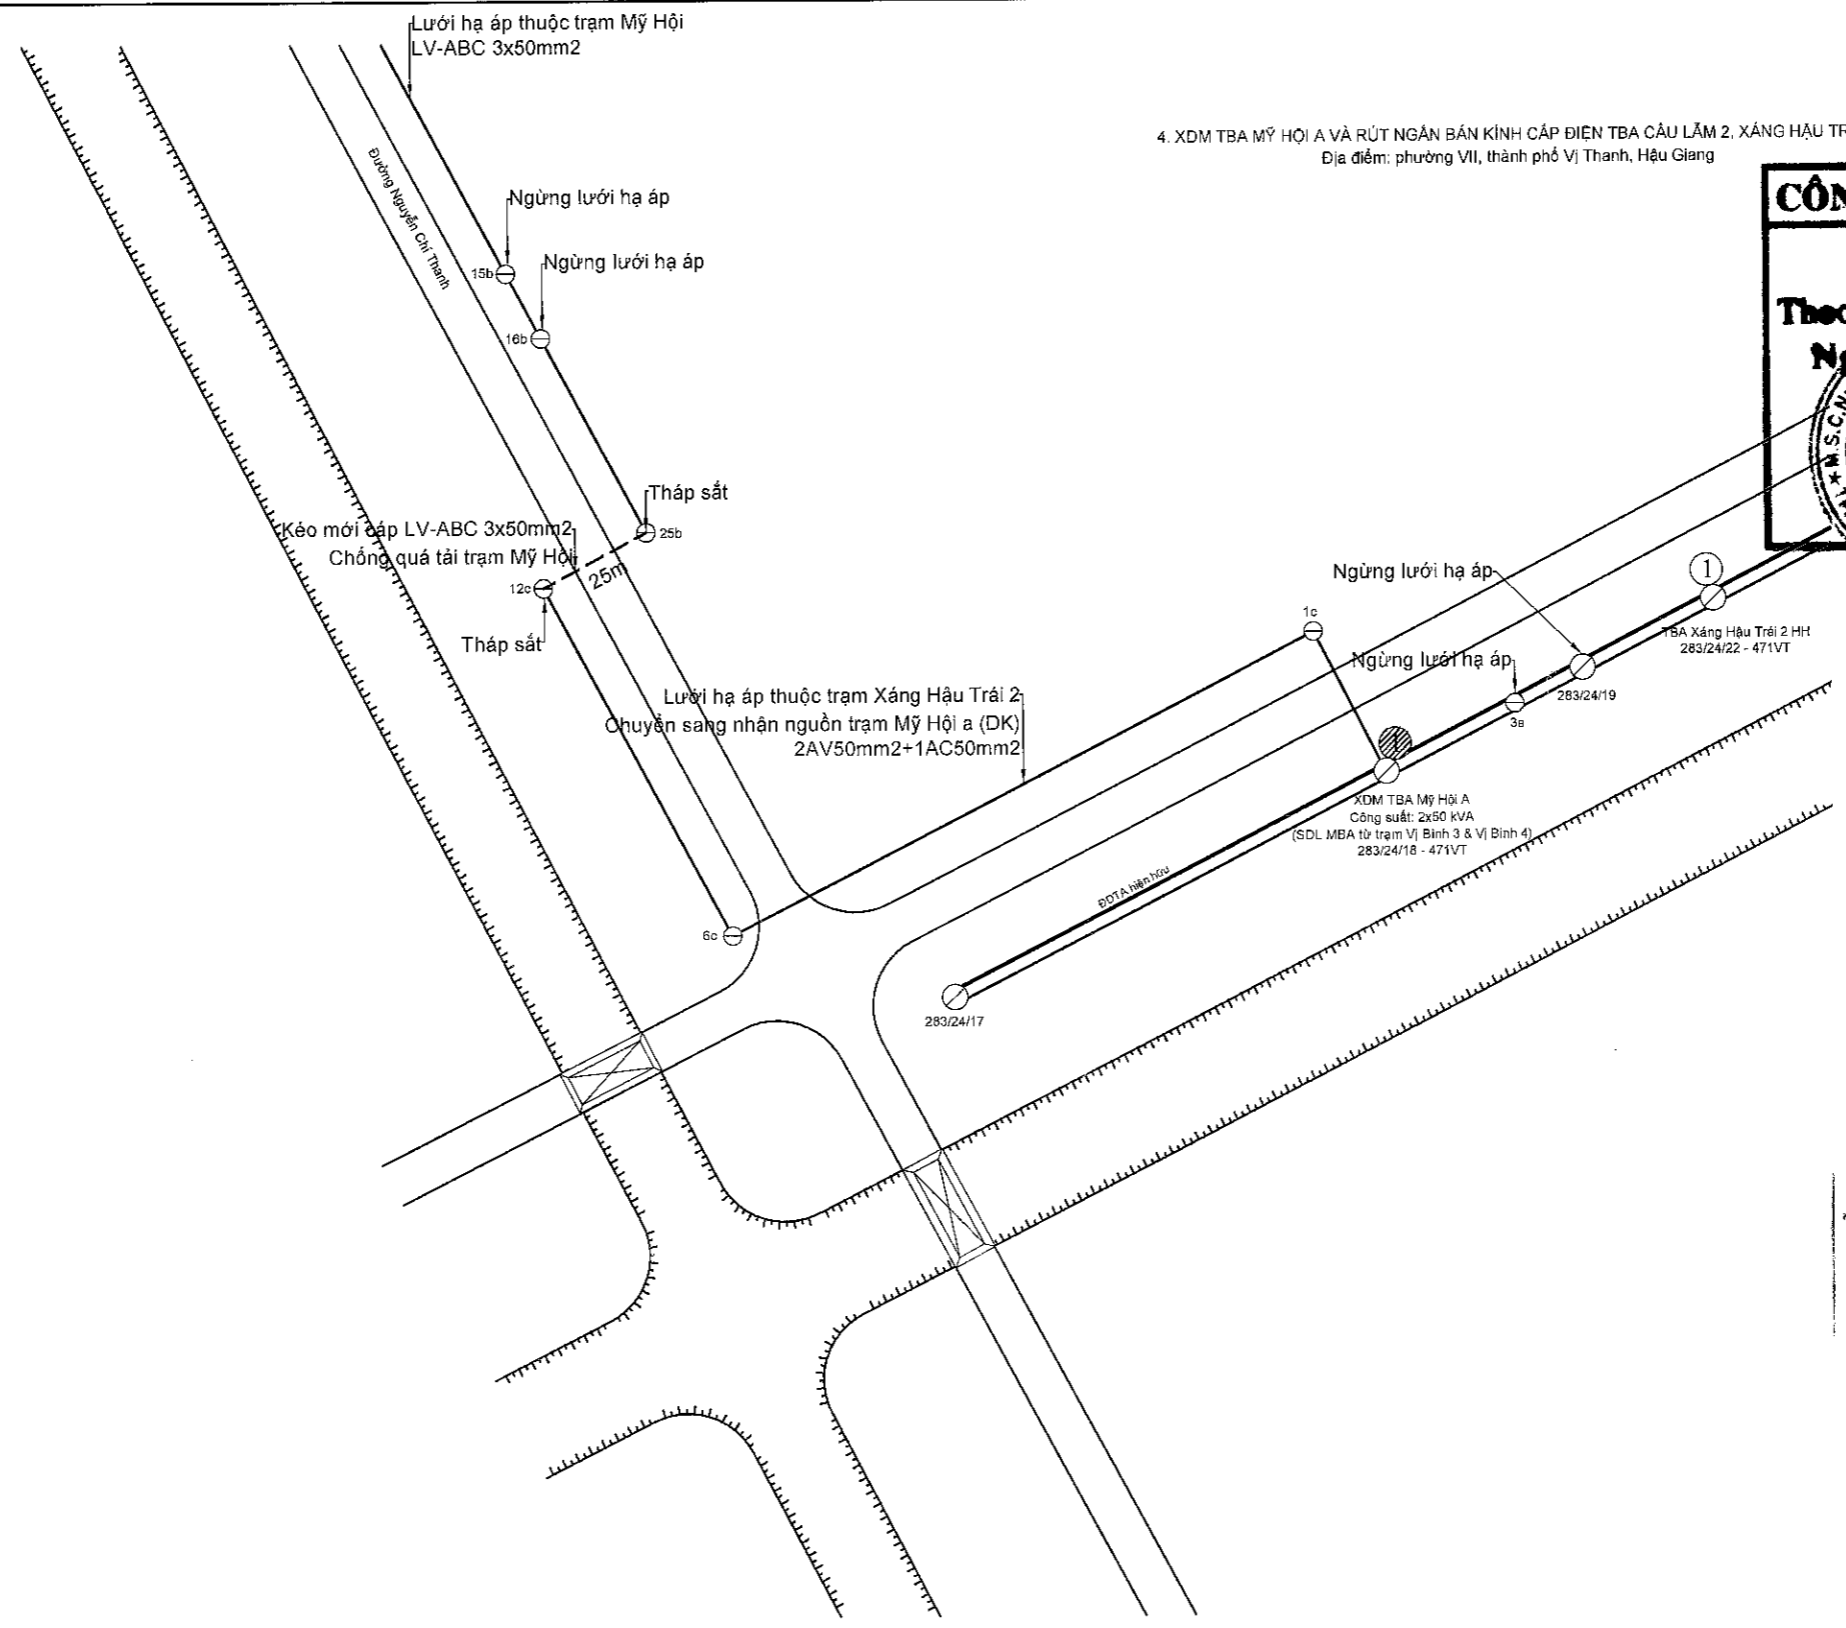 Lưới hạ áp thuộc trạm Mỹ Hội
LV-ABC 3x50mm2
4. XDM TBA MỸ HỘI A VÀ RÚT NGẮN BÁN KÍNH CẤP ĐIỆN TBA CẦU LẪM 2, XÁNG HẬU TR
Địa điểm: phường VII, thành phố Vị Thanh, Hậu Giang
CÔN
Theo
Ng
M.S.C.N
Đường Nguyễn Chí Thanh
Ngừng lưới hạ áp
15b
Ngừng lưới hạ áp
16b
Tháp sắt
25b
Kéo mới cáp LV-ABC 3x50mm2
Chống quá tải trạm Mỹ Hội
25m
12c
Tháp sắt
Ngừng lưới hạ áp
1
1c
TBA Xáng Hậu Trái 2 HH
283/24/22 - 471VT
Ngừng lưới hạ áp
283/24/19
3a
Lưới hạ áp thuộc trạm Xáng Hậu Trái 2
Chuyển sang nhận nguồn trạm Mỹ Hội a (DK)
2AV50mm2+1AC50mm2
1
XDM TBA Mỹ Hội A
Công suất: 2x50 kVA
(SDL MBA từ trạm Vị Bình 3 & Vị Bình 4)
283/24/18 - 471VT
ĐDTA hiện hữu
6c
283/24/17